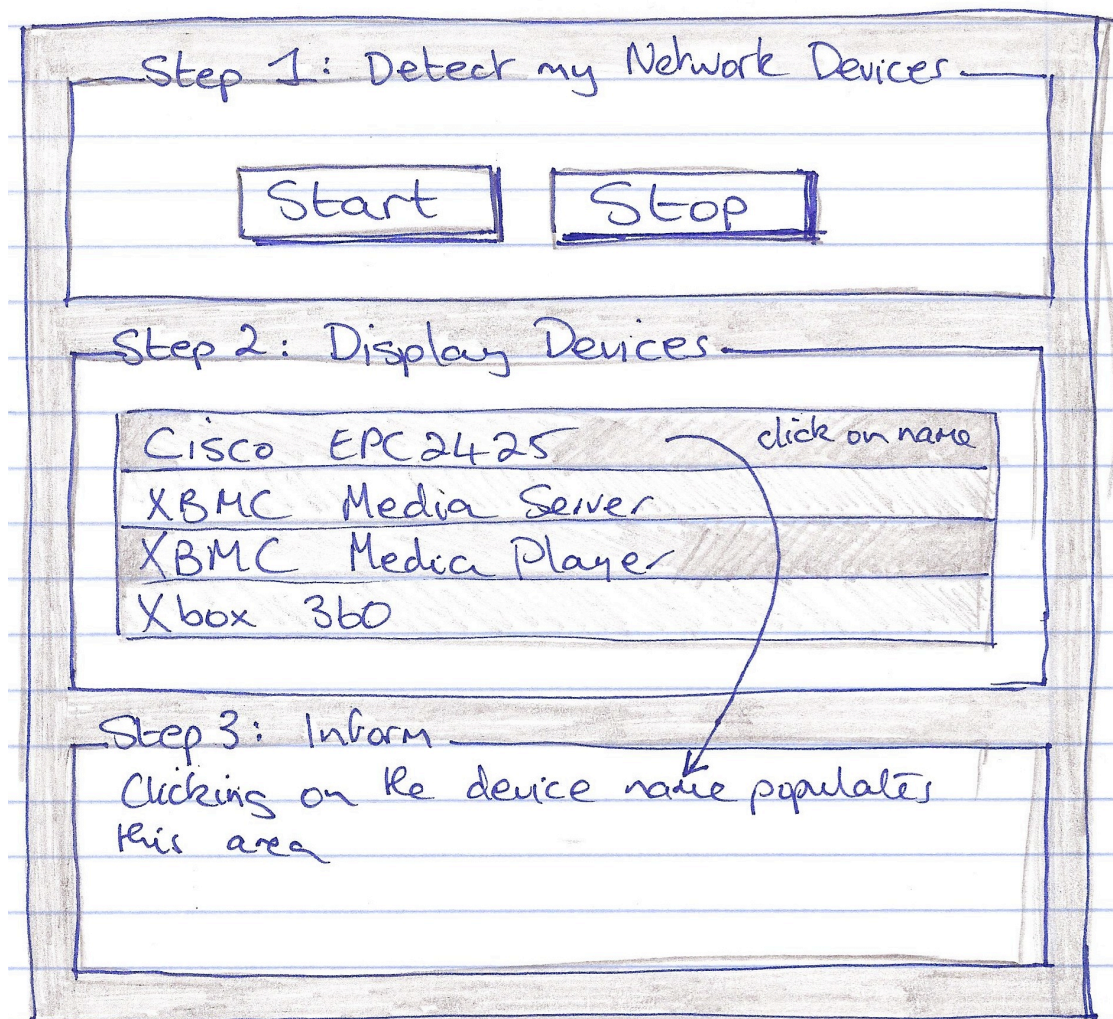 Step 1: Detect my Network Devices
Start Stop
Step 2: Display Devices
Cisco EPC2425 click on name
XBMC Media Server
XBMC Media Player
Xbox 360
Step 3: Inform
Clicking on the device name populates
this area